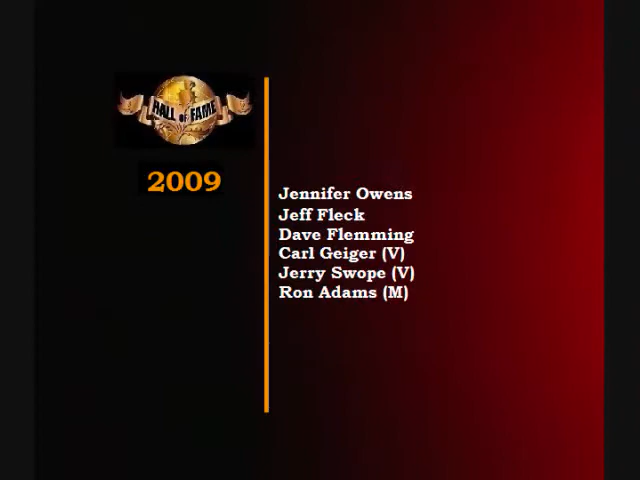 HALL OF FAME
2009
Jennifer Owens
Jeff Fleck
Dave Flemming
Carl Geiger (V)
Jerry Swope (V)
Ron Adams (M)